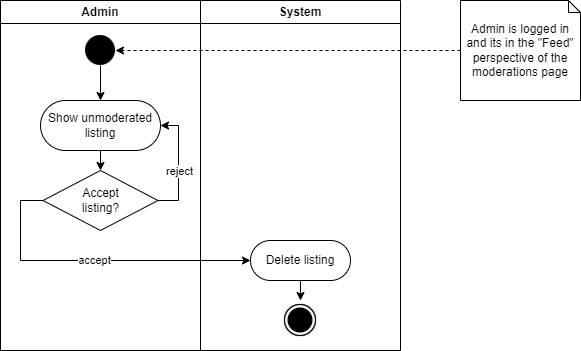 Admin
System
Admin is logged in
and its in the "Feed"
perspective of the
moderations page
Show unmoderated
listing
reject
Accept
listing?
accept
Delete listing